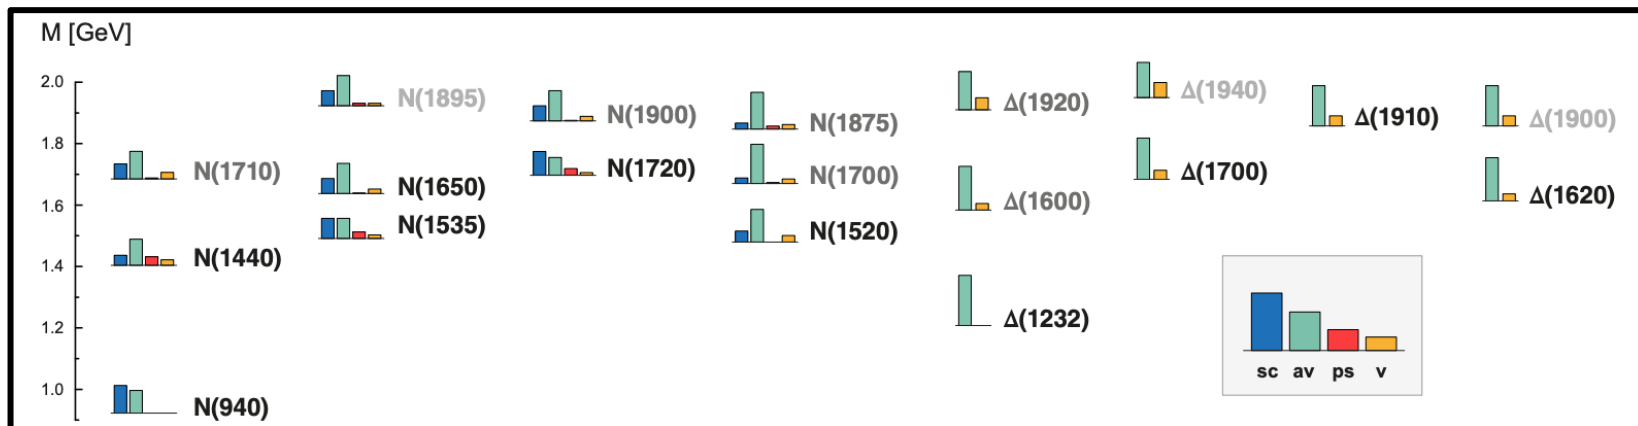 M [GeV]
2.0
1.8
1.6
1.4
1.2
1.0
N(1710)
N(1440)
N(940)
N(1895)
N(1650)
N(1535)
N(1900)
N(1720)
N(1875)
N(1700)
N(1520)
Δ(1920)
Δ(1600)
Δ(1232)
Δ(1940)
Δ(1700)
Δ(1910)
Δ(1900)
Δ(1620)
sc av ps v